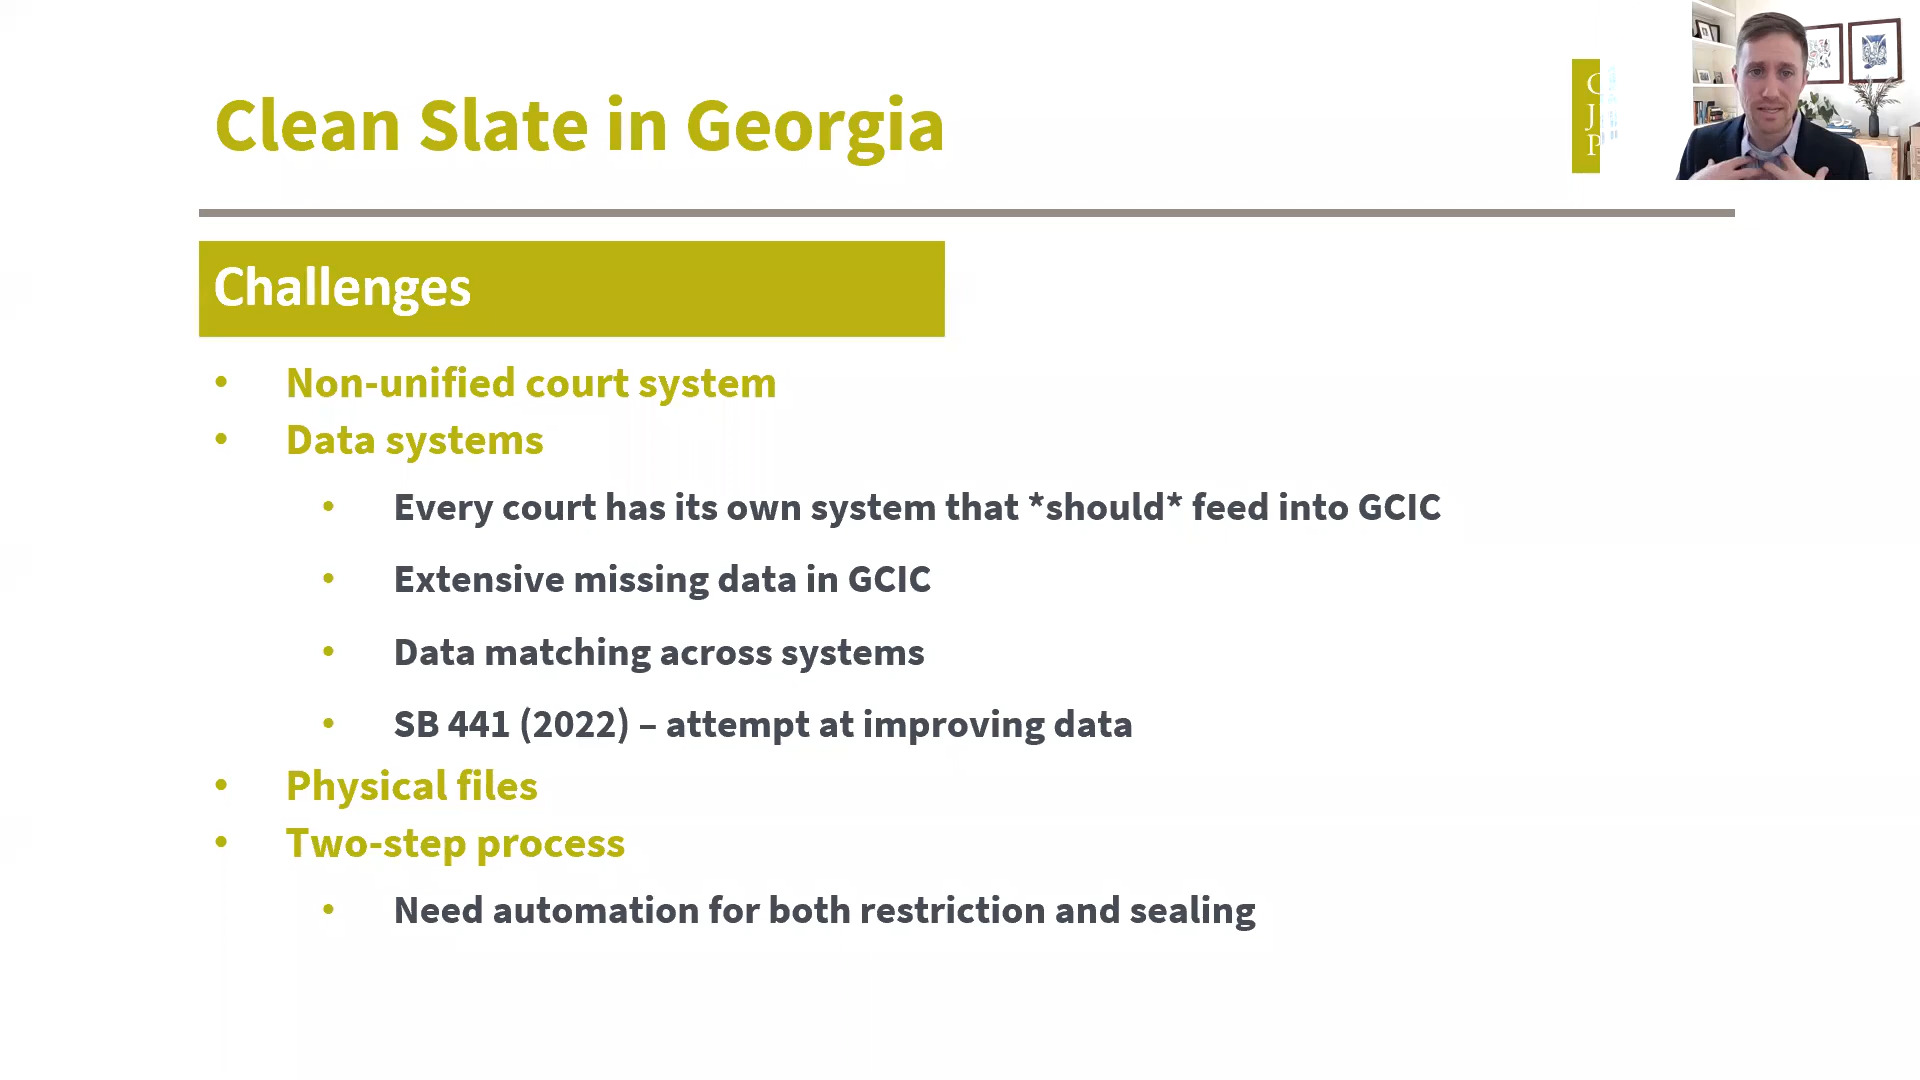 Clean Slate in Georgia
Challenges
• Non-unified court system
• Data systems
• Every court has its own system that *should* feed into GCIC
• Extensive missing data in GCIC
• Data matching across systems
• SB 441 (2022) – attempt at improving data
• Physical files
• Two-step process
• Need automation for both restriction and sealing
J
P